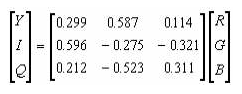 Y 0.299 0.587 0.114 R
I = 0.596 - 0.275 - 0.321 G
Q 0.212 - 0.523 0.311 B